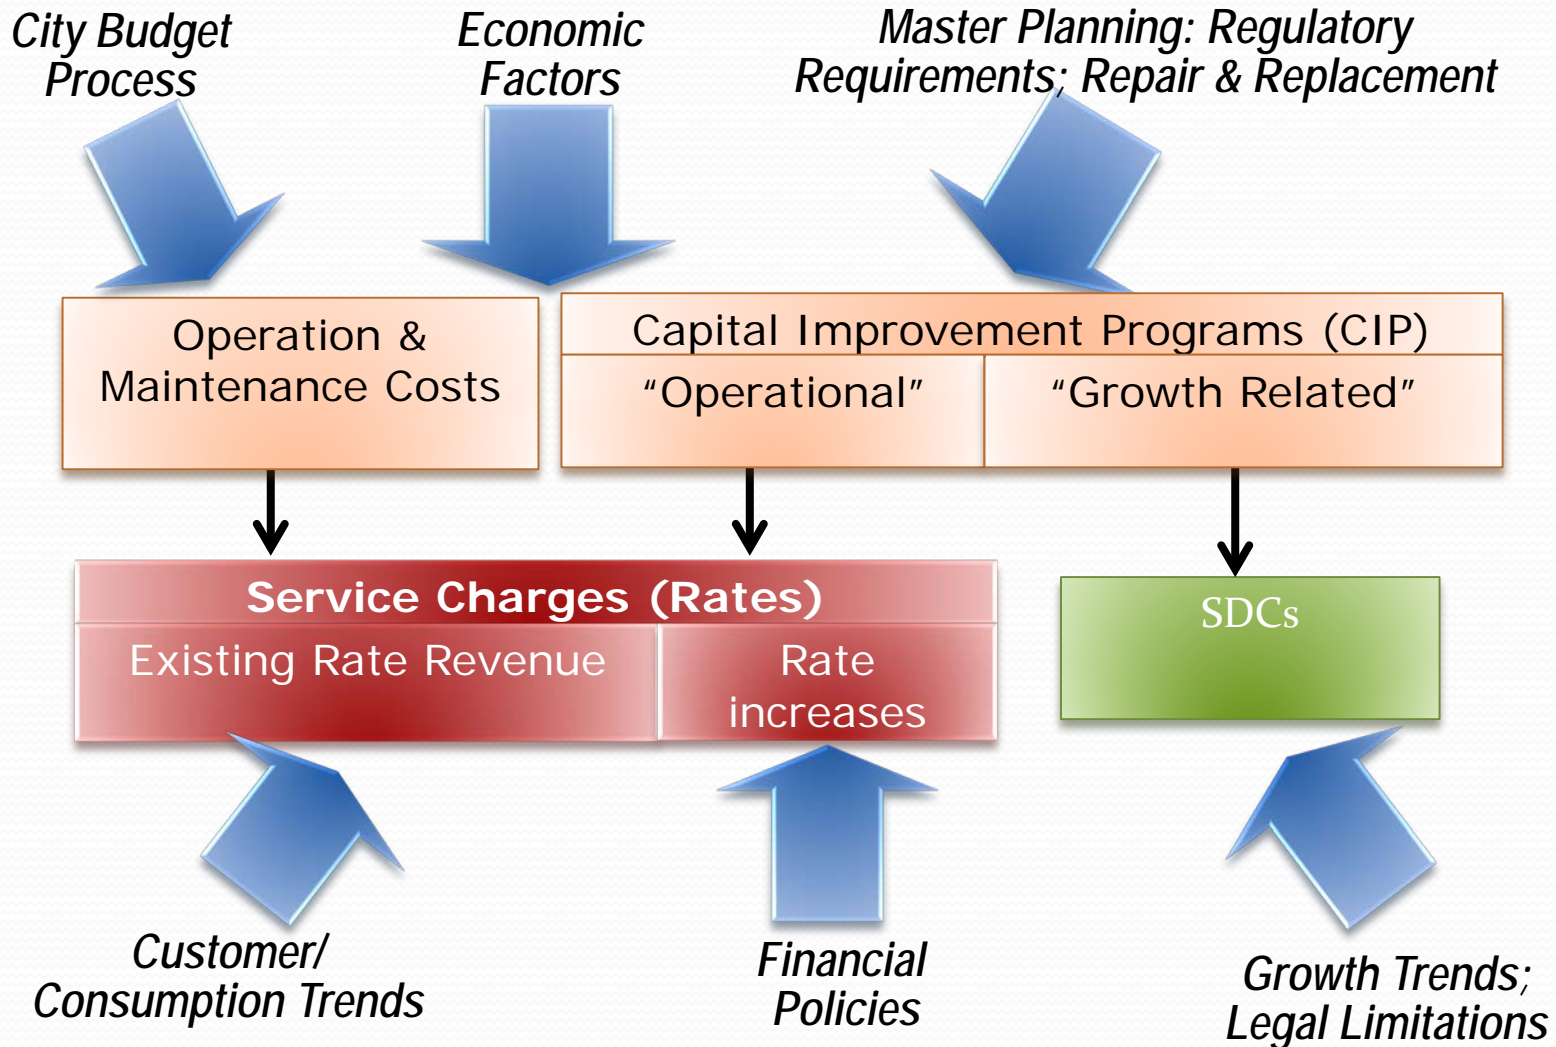 City Budget
Process
Economic
Factors
Master Planning: Regulatory
Requirements; Repair & Replacement
Operation &
Maintenance Costs
Capital Improvement Programs (CIP)
“Operational”
“Growth Related”
Service Charges (Rates)
Existing Rate Revenue
Rate
increases
SDCs
Customer/
Consumption Trends
Financial
Policies
Growth Trends;
Legal Limitations